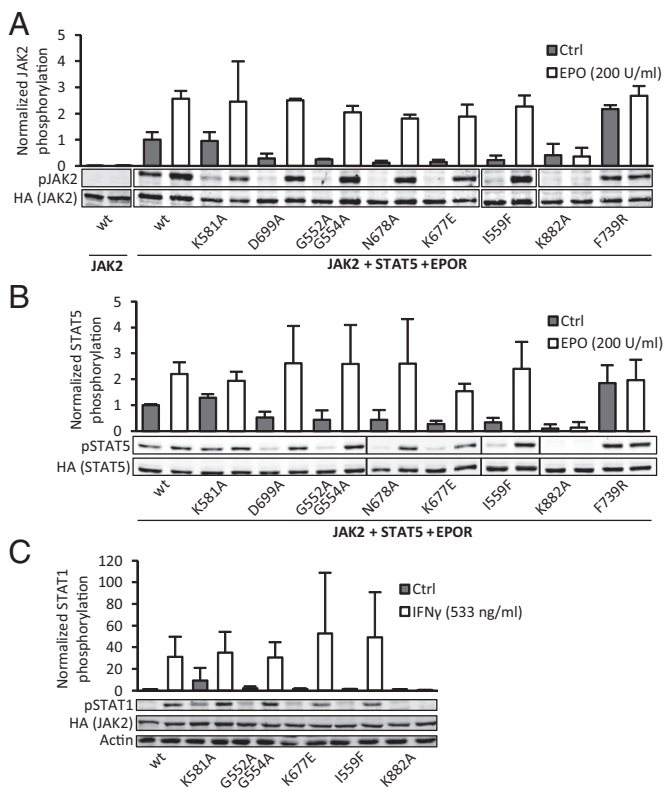 A
Normalized JAK2
phosphorylation
5
4
3
2
1
0
Ctrl
EPO (200 U/ml)
pJAK2
HA (JAK2)
wt
wt
K581A
D699A
G552A
G554A
N678A
K677E
I559F
K882A
F739R
JAK2
JAK2 + STAT5 +EPOR
B
Normalized STAT5
phosphorylation
5
4
3
2
1
0
Ctrl
EPO (200 U/ml)
pSTAT5
HA (STAT5)
wt
K581A
D699A
G552A
G554A
N678A
K677E
I559F
K882A
F739R
JAK2 + STAT5 +EPOR
C
Normalized STAT1
phosphorylation
120
100
80
60
40
20
0
Ctrl
IFNγ (533 ng/ml)
pSTAT1
HA (JAK2)
Actin
wt
K581A
G552A
G554A
K677E
I559F
K882A